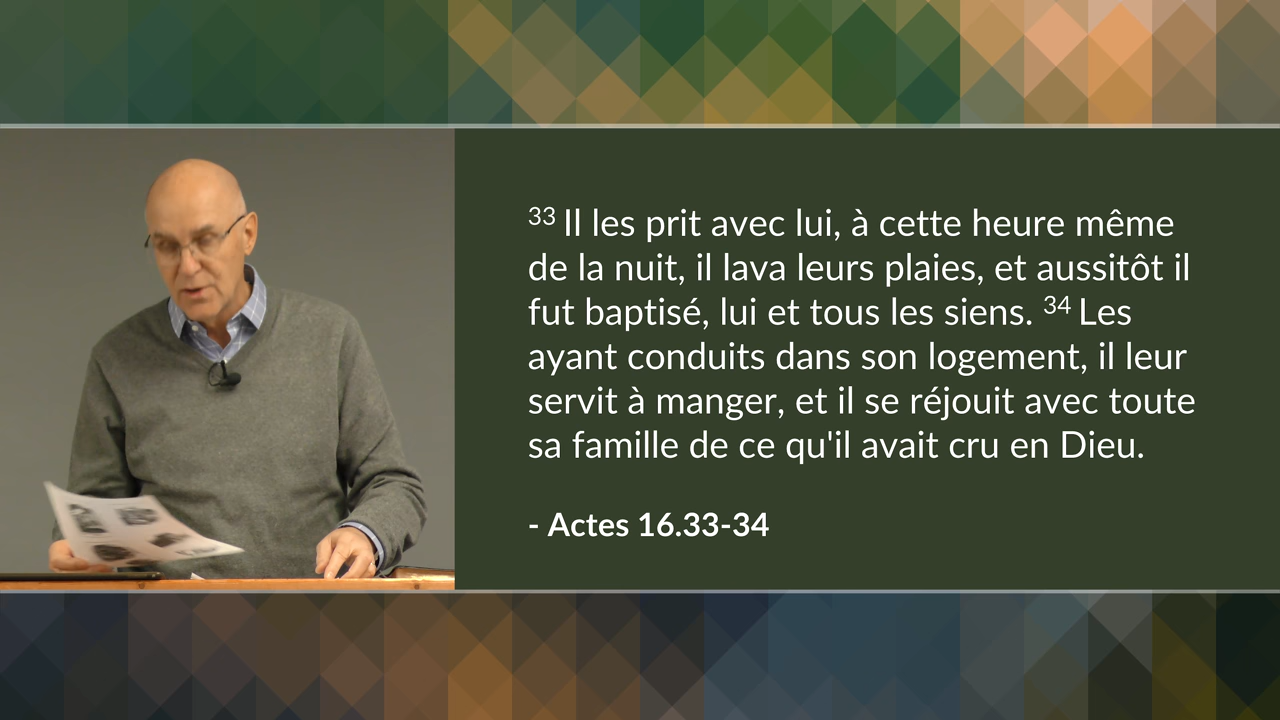 33 Il les prit avec lui, à cette heure même
de la nuit, il lava leurs plaies, et aussitôt il
fut baptisé, lui et tous les siens. 34 Les
ayant conduits dans son logement, il leur
servit à manger, et il se réjouit avec toute
sa famille de ce qu'il avait cru en Dieu.
- Actes 16.33-34